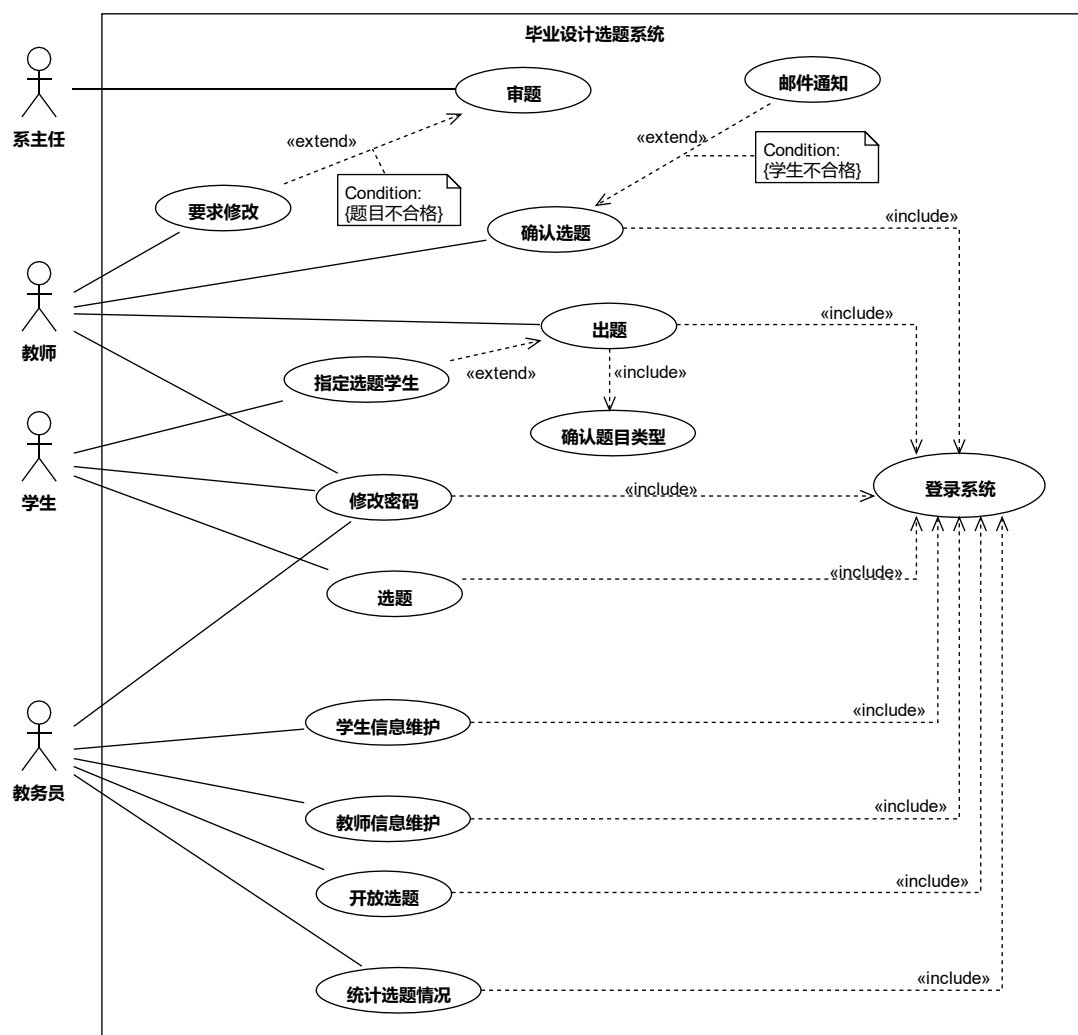 毕业设计选题系统
系主任
审题
邮件通知
«extend»
«extend»
Condition:
{学生不合格}
Condition:
{题目不合格}
要求修改
确认选题
«include»
教师
出题
«include»
指定选题学生
«extend»
«include»
确认题目类型
学生
修改密码
«include»
登录系统
选题
«include»
教务员
学生信息维护
«include»
教师信息维护
«include»
开放选题
«include»
统计选题情况
«include»